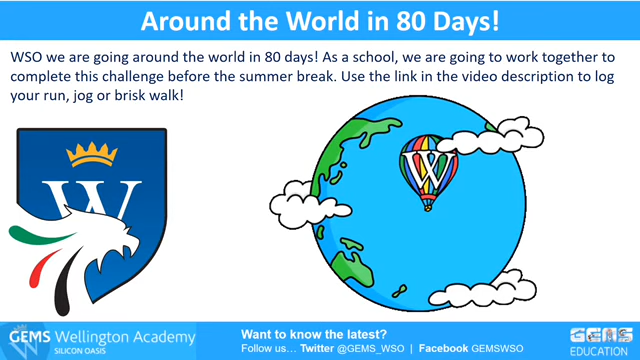 Around the World in 80 Days!
WSO we are going around the world in 80 days! As a school, we are going to work together to
complete this challenge before the summer break. Use the link in the video description to log
your run, jog or brisk walk!
W
W
GEMS Wellington Academy
SILICON OASIS
Want to know the latest?
Follow us... Twitter @GEMS_WSO | Facebook GEMSWSO
GEMS
EDUCATION